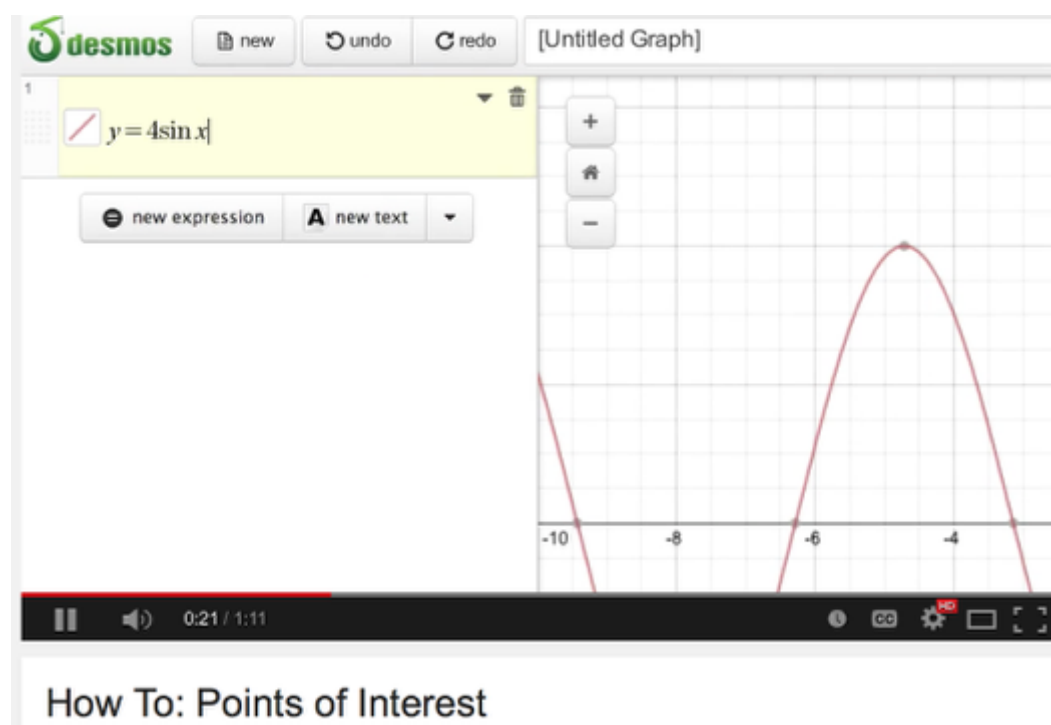 desmos new undo redo [Untitled Graph]
1
y=4sin x
new expression A new text
-10 -8 -6 -4
0:21 / 1:11 CC HD
How To: Points of Interest